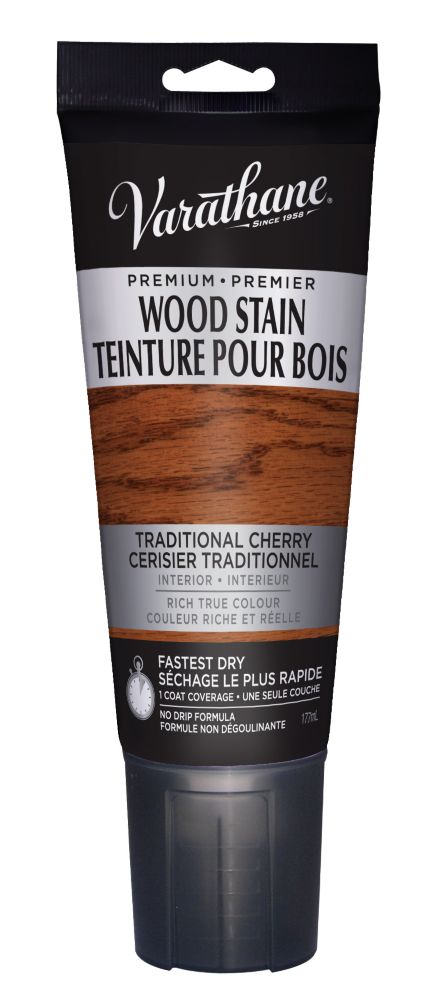 Varathane®
SINCE 1958
PREMIUM • PREMIER
WOOD STAIN
TEINTURE POUR BOIS
TRADITIONAL CHERRY
CERISIER TRADITIONNEL
INTERIOR • INTERIEUR
RICH TRUE COLOUR
COULEUR RICHE ET RÉELLE
FASTEST DRY
SÉCHAGE LE PLUS RAPIDE
1 COAT COVERAGE • UNE SEULE COUCHE
NO DRIP FORMULA
FORMULE NON DÉGOULINANTE
177mL